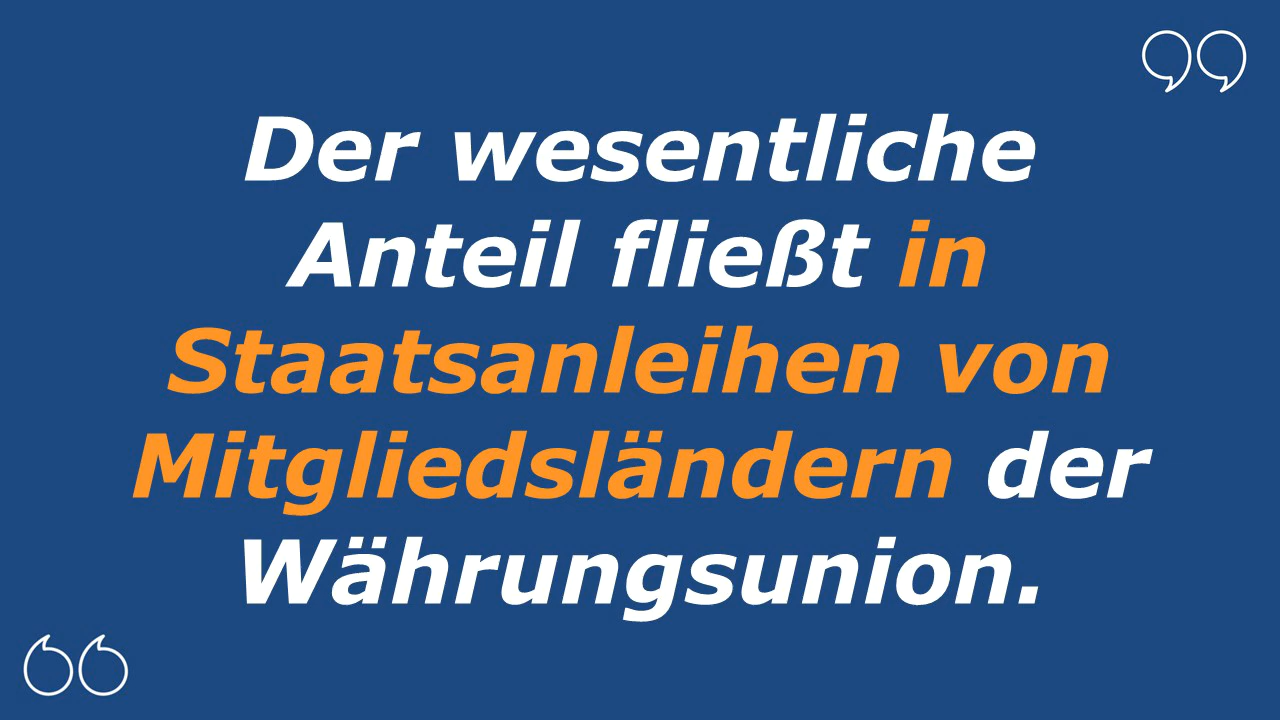 Der wesentliche
Anteil fließt in
Staatsanleihen von
Mitgliedsländern der
Währungsunion.